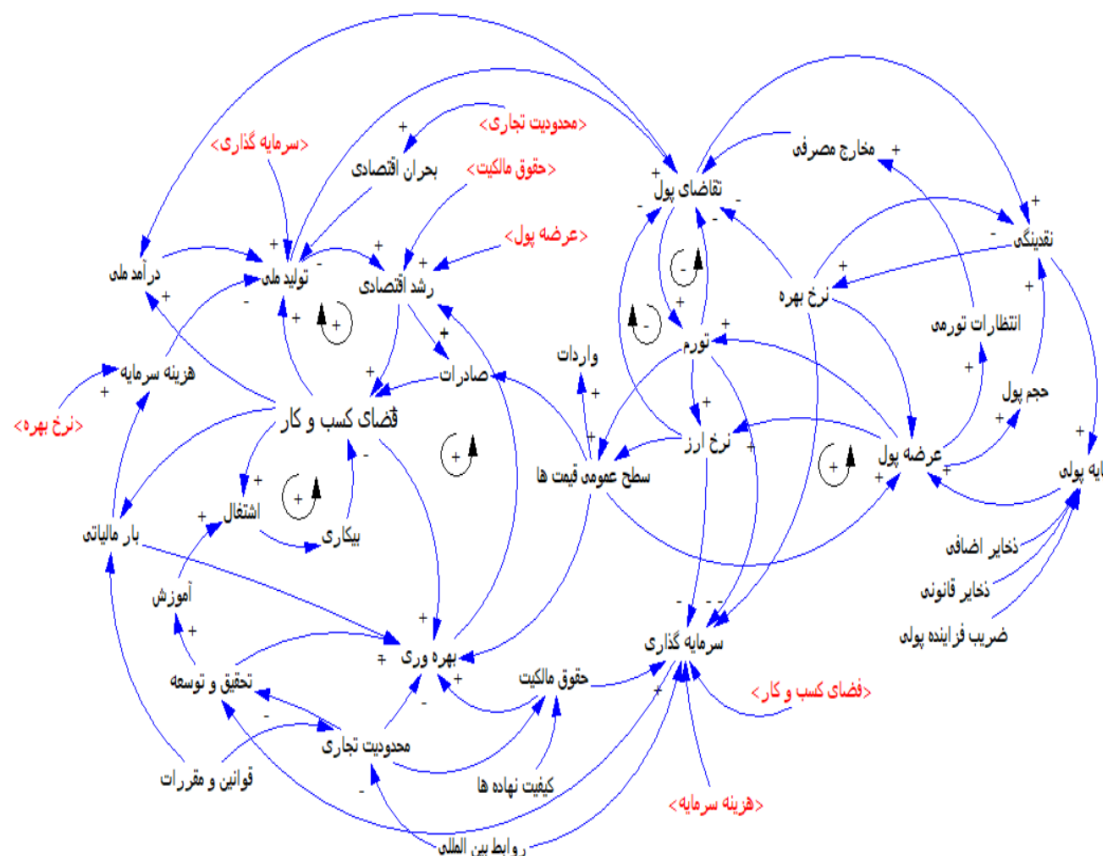 <محدودیت تجاری>
<سرمایه گذاری>
مخارج مصرفی
بحران اقتصادی
<حقوق مالکیت>
تقاضای پول
<عرضه پول>
نقدینگی
درآمد ملی
تولید ملی
رشد اقتصادی
نرخ بهره
انتظارات تورمی
تورم
واردات
هزینه سرمایه
صادرات
حجم پول
<نرخ بهره>
فضای کسب و کار
نرخ ارز
سطح عمومی قیمت ها
عرضه پول
پایه پولی
اشتغال
بیکاری
بار مالیاتی
ذخایر اضافی
ذخایر قانونی
آموزش
ضریب فزاینده پولی
سرمایه گذاری
بهره وری
تحقیق و توسعه
حقوق مالکیت
<فضای کسب و کار>
محدودیت تجاری
قوانین و مقررات
کیفیت نهاده ها
<هزینه سرمایه>
روابط بین المللی